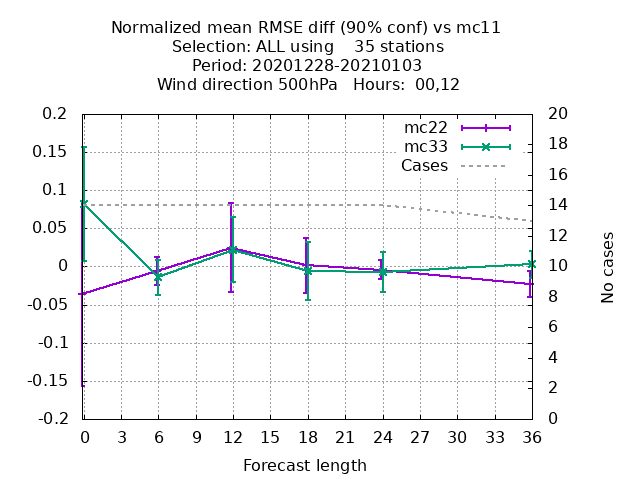 Normalized mean RMSE diff (90% conf) vs mc11
Selection: ALL using    35 stations
Period: 20201228-20210103
Wind direction 500hPa   Hours:  00,12
mc22
mc33
Cases
0.2
0.15
0.1
0.05
0
-0.05
-0.1
-0.15
-0.2
20
18
16
14
12
10
8
6
4
2
0
No cases
0 3 6 9 12 15 18 21 24 27 30 33 36
Forecast length